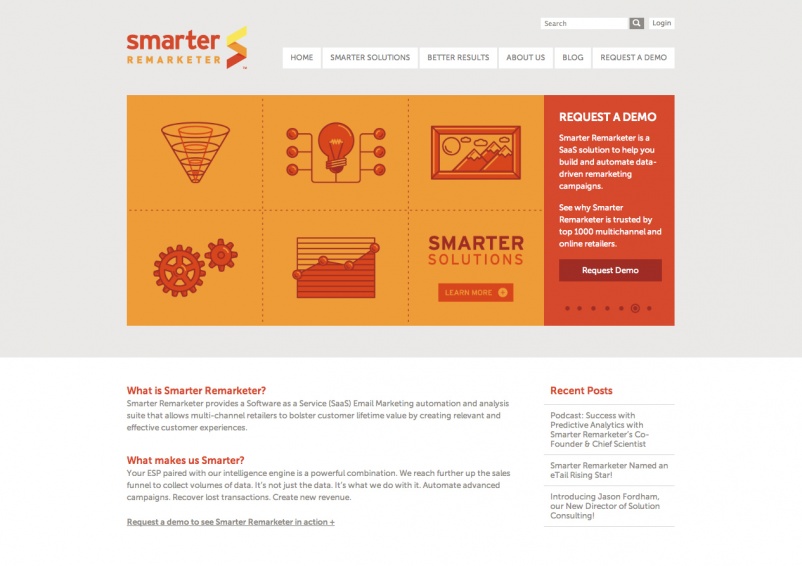 Search
Login
smarter
REMARKETER
™
HOME
SMARTER SOLUTIONS
BETTER RESULTS
ABOUT US
BLOG
REQUEST A DEMO
SMARTER
SOLUTIONS
LEARN MORE +
REQUEST A DEMO
Smarter Remarketer is a
SaaS solution to help you
build and automate data-
driven remarketing
campaigns.
See why Smarter
Remarketer is trusted by
top 1000 multichannel and
online retailers.
Request Demo
What is Smarter Remarketer?
Smarter Remarketer provides a Software as a Service (SaaS) Email Marketing automation and analysis
suite that allows multi-channel retailers to bolster customer lifetime value by creating relevant and
effective customer experiences.
What makes us Smarter?
Your ESP paired with our intelligence engine is a powerful combination. We reach further up the sales
funnel to collect volumes of data. It's not just the data. It's what we do with it. Automate advanced
campaigns. Recover lost transactions. Create new revenue.
Request a demo to see Smarter Remarketer in action +
Recent Posts
Podcast: Success with
Predictive Analytics with
Smarter Remarketer's Co-
Founder & Chief Scientist
Smarter Remarketer Named an
eTail Rising Star!
Introducing Jason Fordham,
our New Director of Solution
Consulting!